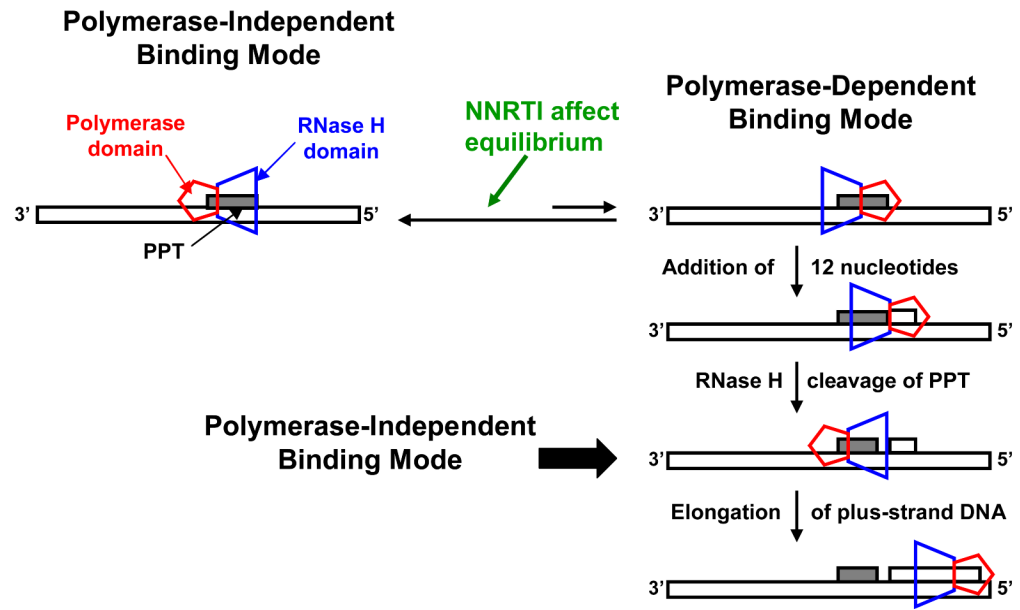 Polymerase-Independent
Binding Mode
Polymerase
domain
RNase H
domain
3’
5’
PPT
NNRTI affect
equilibrium
Polymerase-Dependent
Binding Mode
3’
5’
Addition of
12 nucleotides
3’
5’
RNase H
cleavage of PPT
Polymerase-Independent
Binding Mode
3’
5’
Elongation
of plus-strand DNA
3’
5’